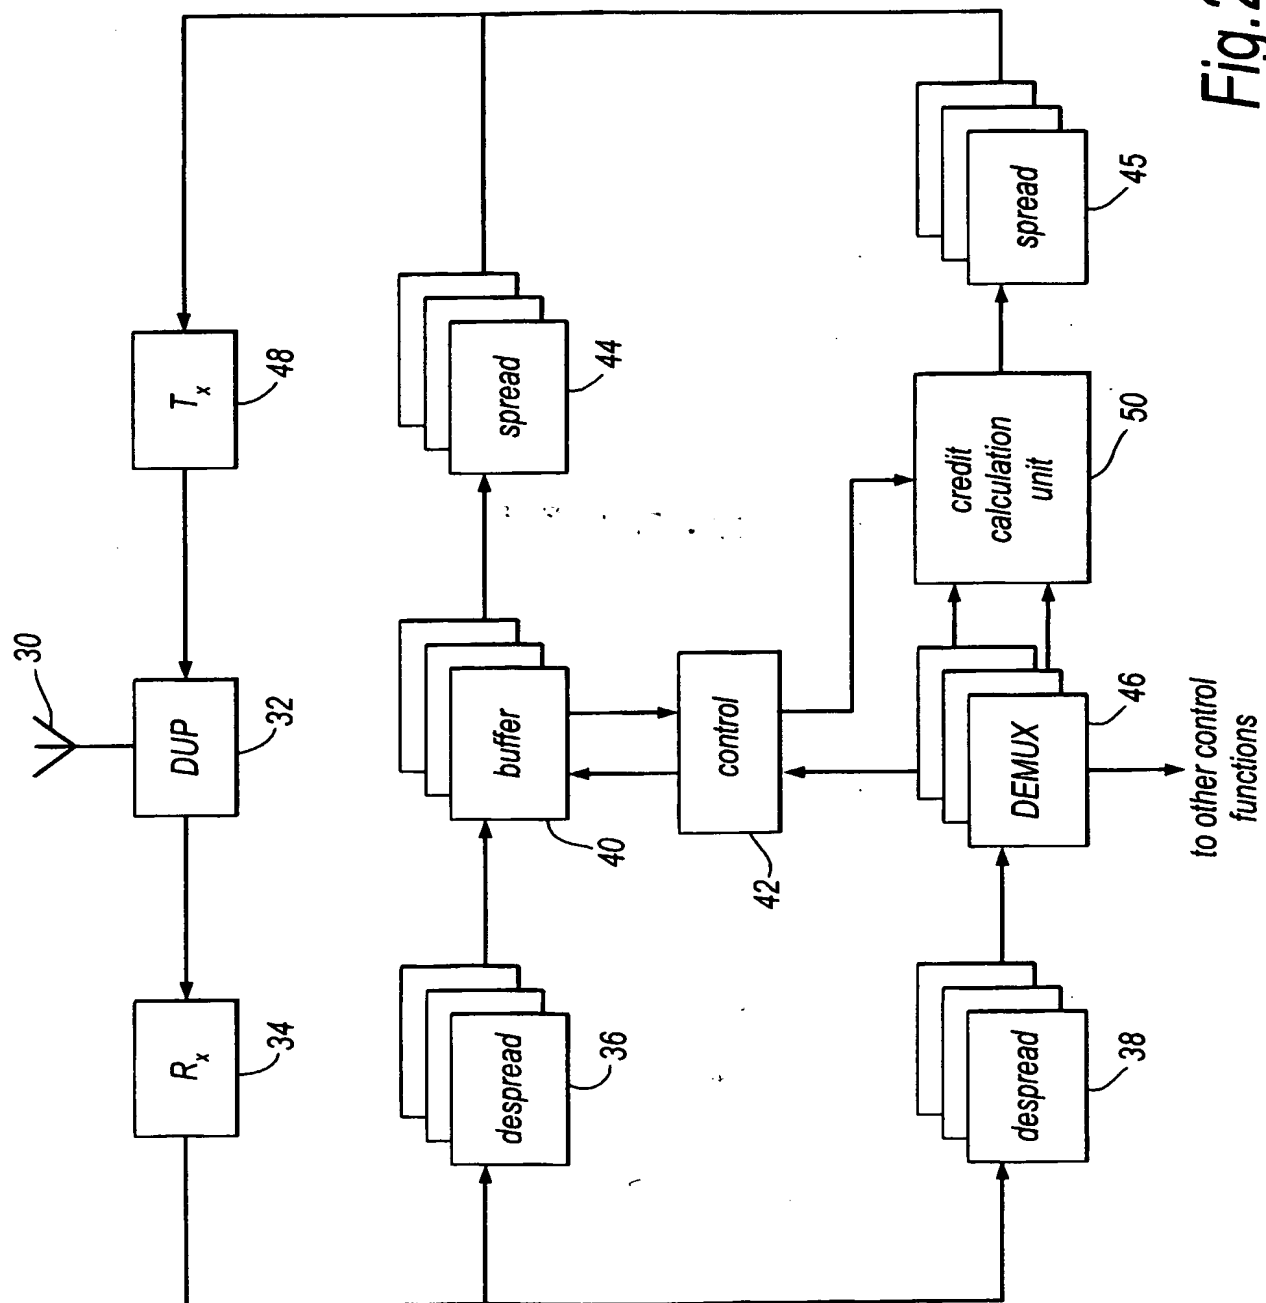 30
Rx
DUP
Tx
34
32
48
despread
buffer
spread
36
40
44
control
42
despread
DEMUX
credit
calculation
unit
spread
38
46
50
45
to other control
functions
Fig.2